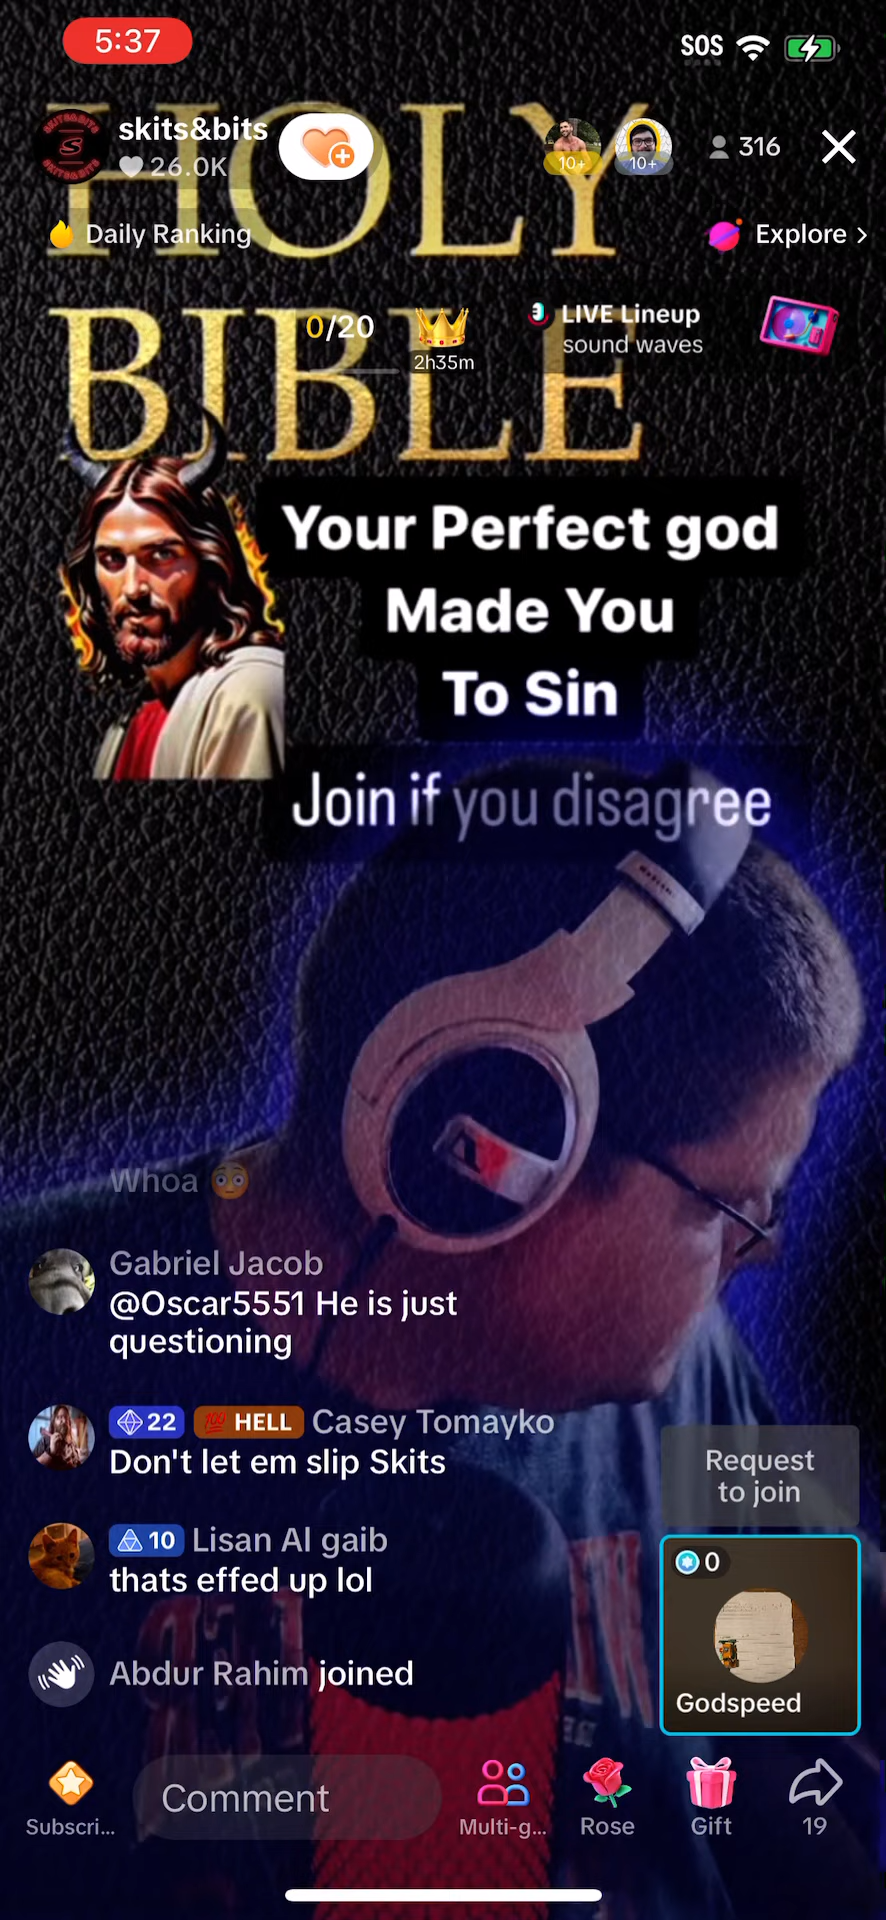 5:37
SOS
HOLY
BIBLE
skits&bits
26.0K
10+
10+
316
Daily Ranking
Explore >
0/20
2h35m
LIVE Lineup
sound waves
Your Perfect god
Made You
To Sin
Join if you disagree
Whoa 😳
Gabriel Jacob
@Oscar5551 He is just
questioning
22 💯 HELL Casey Tomayko
Don't let em slip Skits
10 Lisan Al gaib
thats effed up lol
Abdur Rahim joined
Request
to join
0
Godspeed
Subscri...
Comment
Multi-g...
Rose
Gift
19